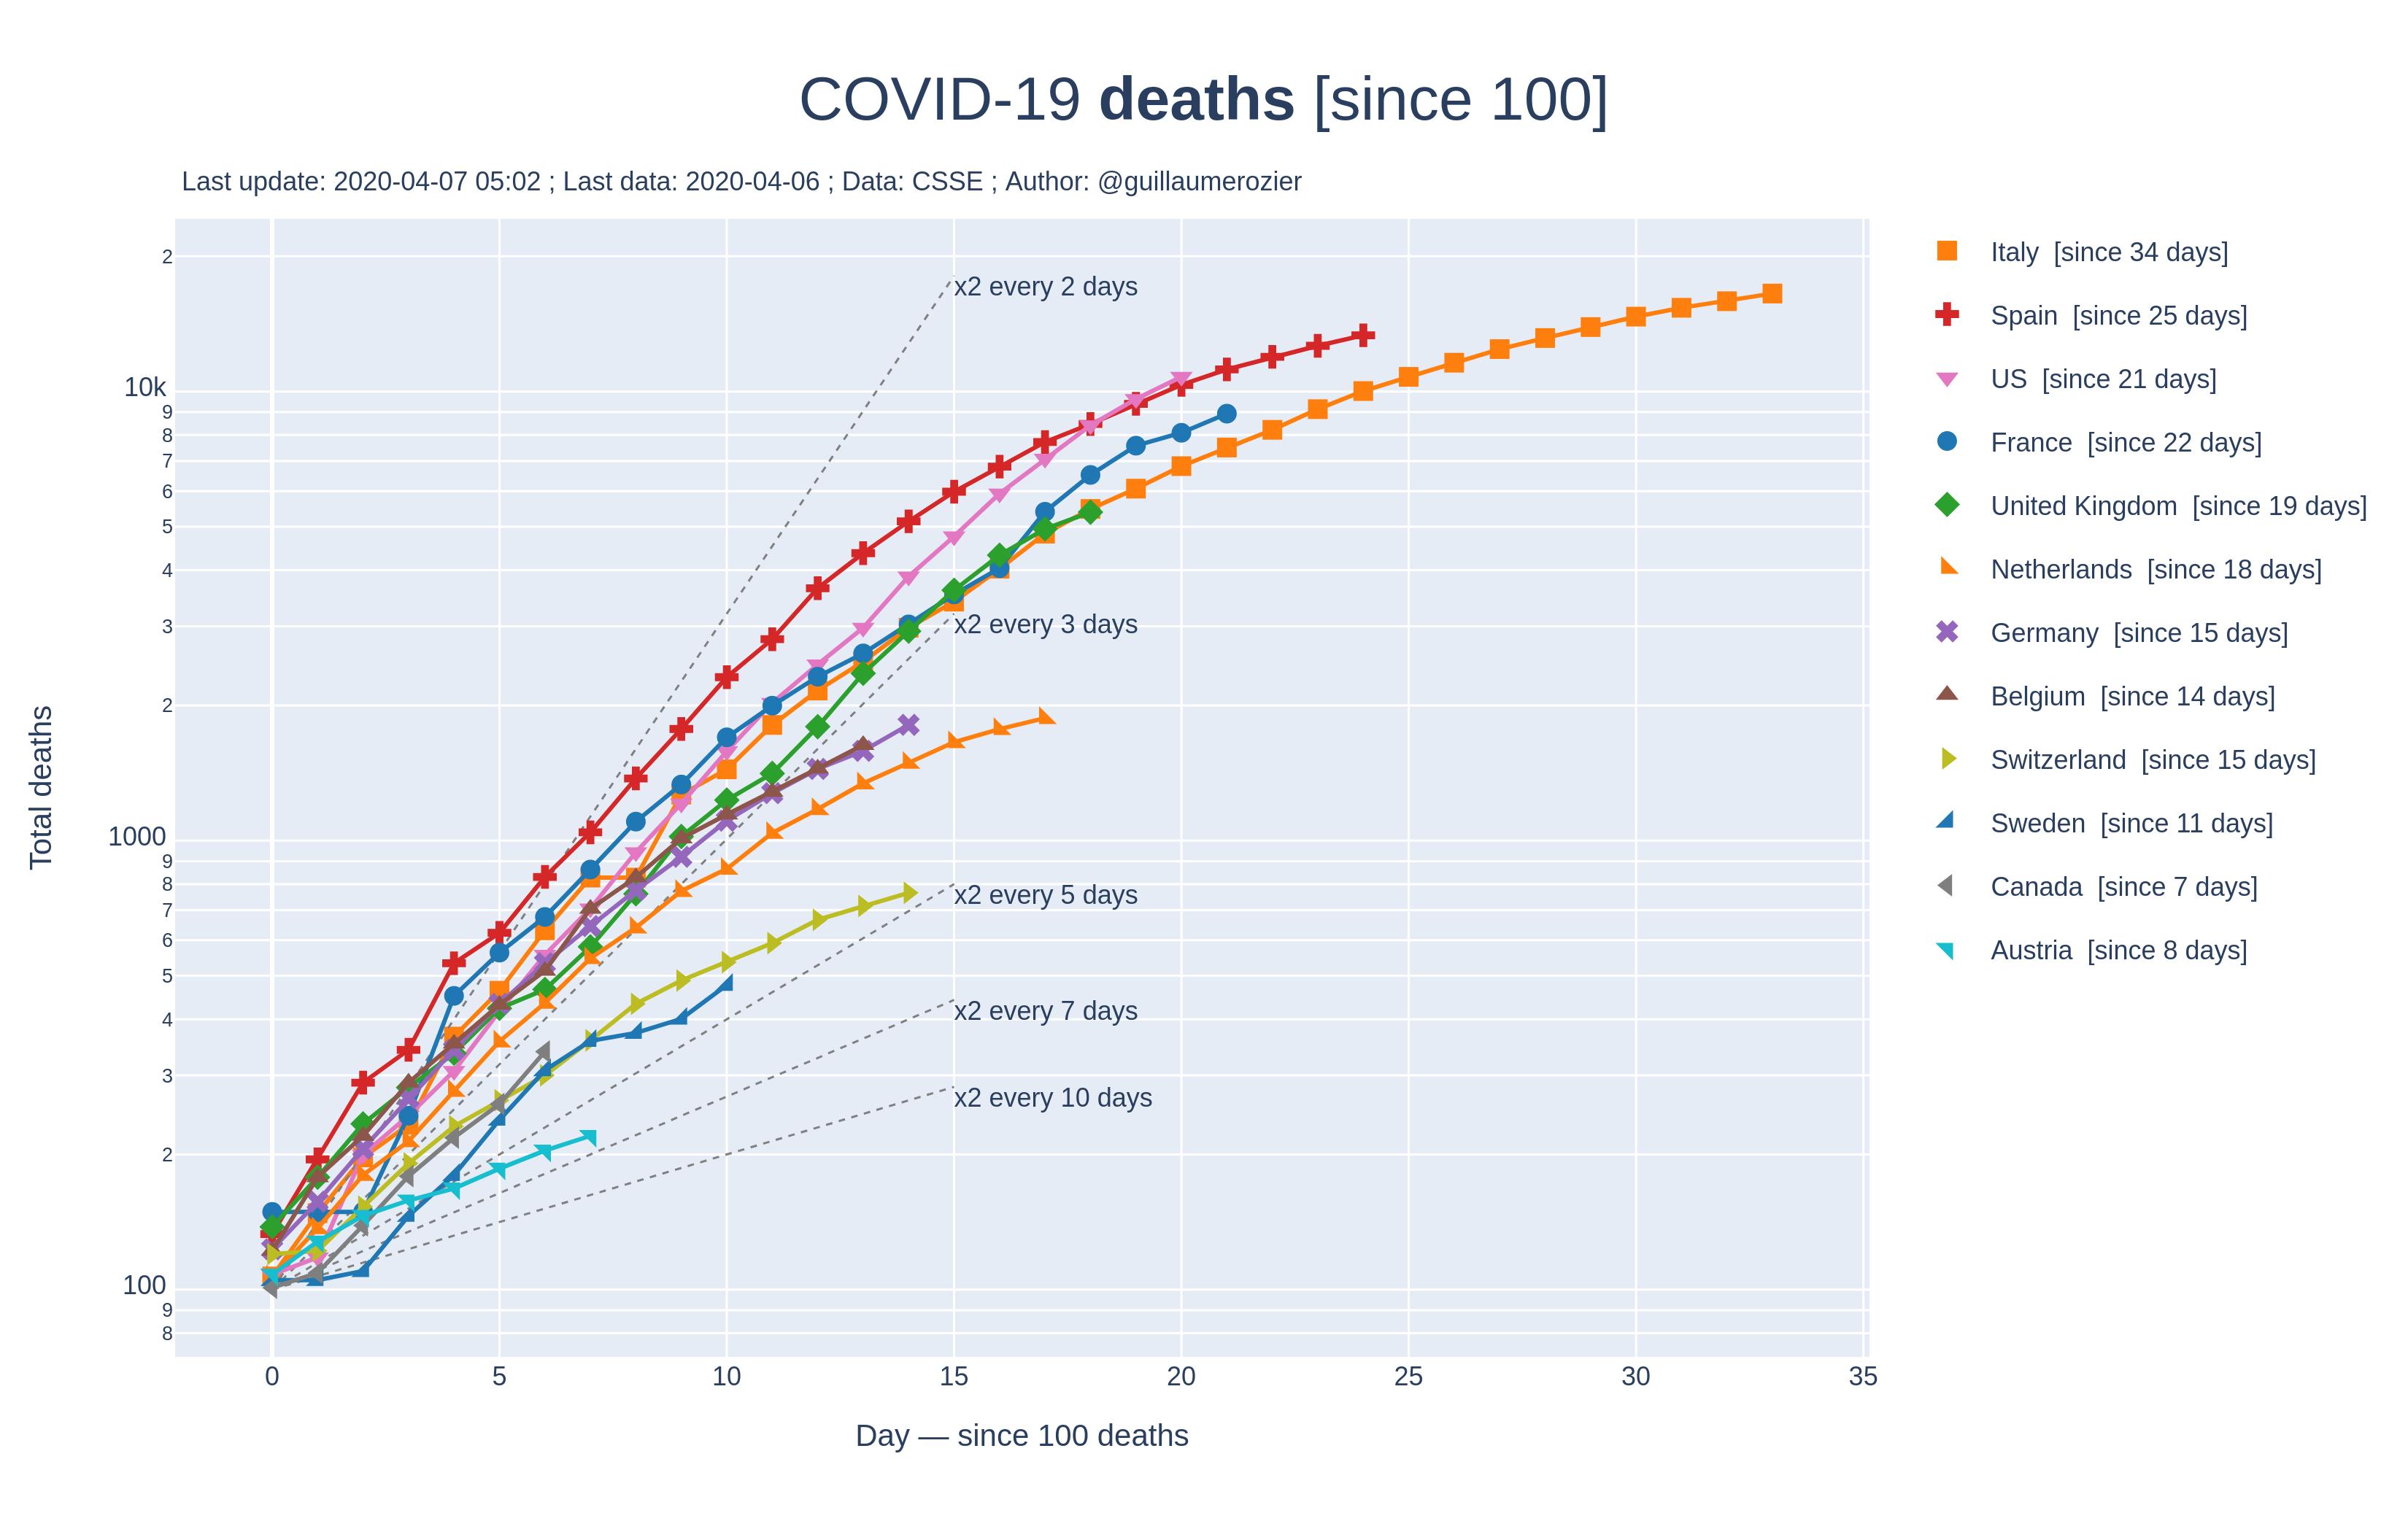 COVID-19 deaths [since 100]
Last update: 2020-04-07 05:02 ; Last data: 2020-04-06 ; Data: CSSE ; Author: @guillaumerozier
Total deaths
2
10k
9
8
7
6
5
4
3
2
1000
9
8
7
6
5
4
3
2
100
9
8
x2 every 2 days
x2 every 3 days
x2 every 5 days
x2 every 7 days
x2 every 10 days
0 5 10 15 20 25 30 35
Day — since 100 deaths
Italy [since 34 days]
Spain [since 25 days]
US [since 21 days]
France [since 22 days]
United Kingdom [since 19 days]
Netherlands [since 18 days]
Germany [since 15 days]
Belgium [since 14 days]
Switzerland [since 15 days]
Sweden [since 11 days]
Canada [since 7 days]
Austria [since 8 days]